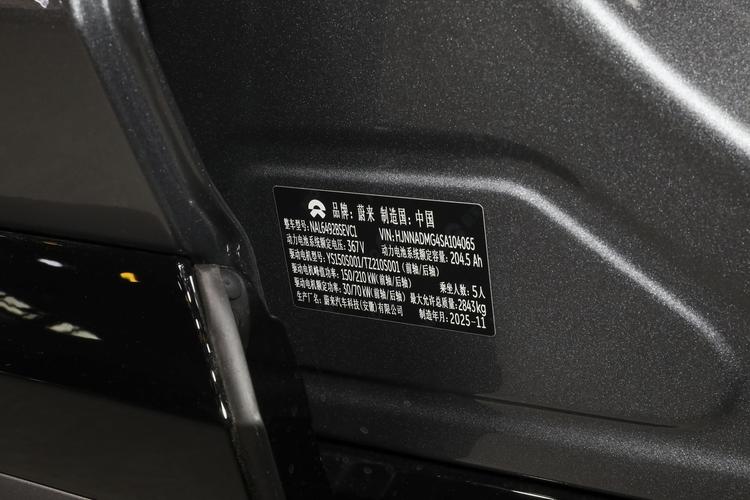 品牌：蔚来 制造国：中国
整车型号：NAL6492BSEVC1 VIN：HJNNADMG4SA104065
动力电池系统额定电压：367V 动力电池系统额定容量：204.5 Ah
驱动电机型号：YS150S001/TZ210S001（前轴/后轴）
驱动电机峰值功率：150/210 kW（前轴/后轴） 乘坐人数：5人
驱动电机额定功率：30/70 kW（前轴/后轴） 最大允许总质量：2843kg
生产厂名：蔚来汽车科技(安徽)有限公司 制造年月：2025-11